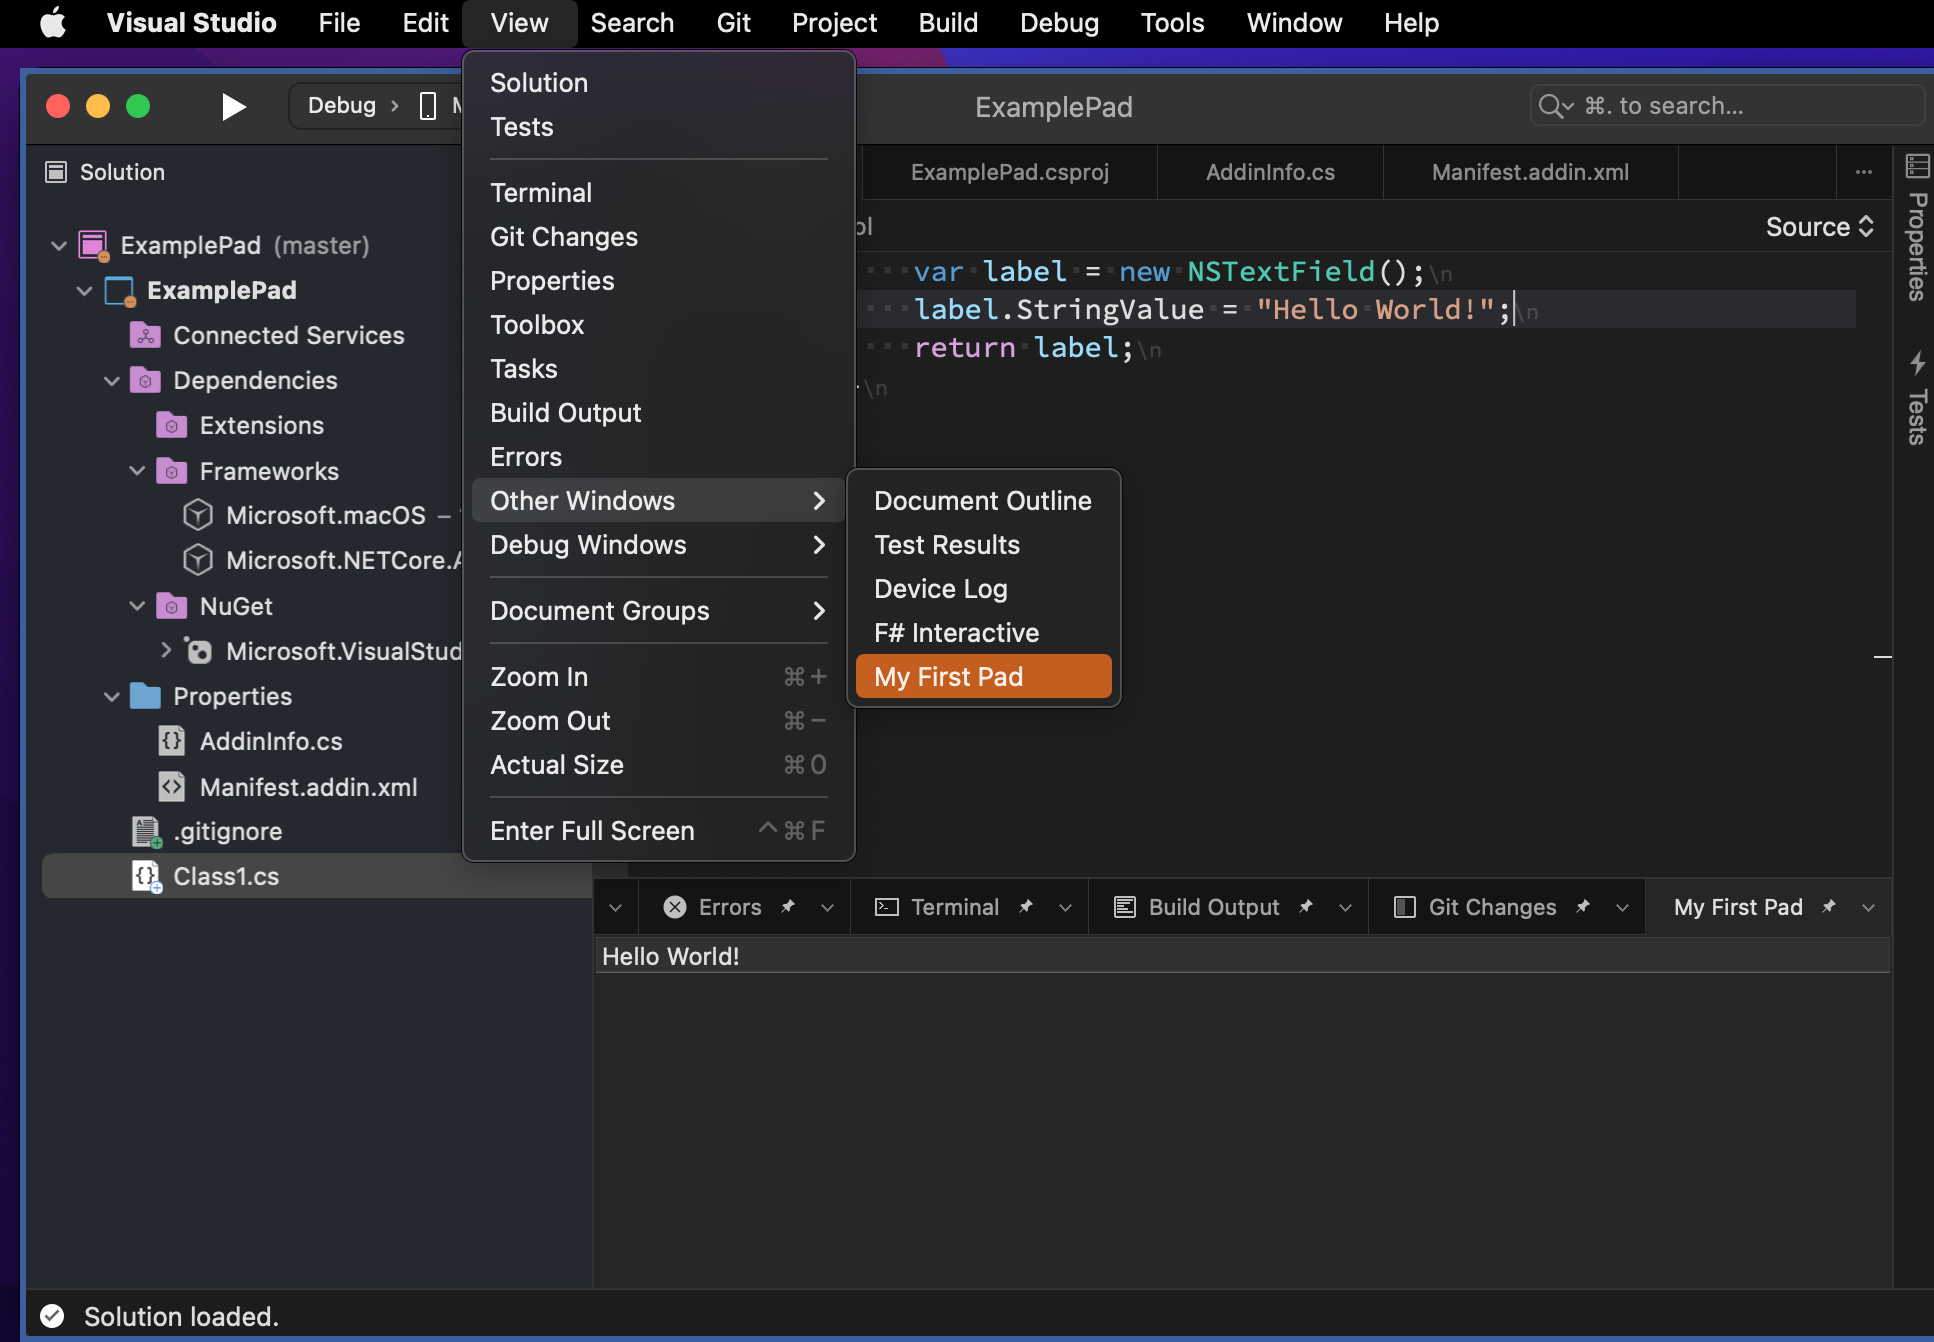 Visual Studio File Edit View Search Git Project Build Debug Tools Window Help
Debug
ExamplePad
⌘. to search...
Solution
ExamplePad (master)
ExamplePad
Connected Services
Dependencies
Extensions
Frameworks
Microsoft.macOS –
Microsoft.NETCore.A
NuGet
Microsoft.VisualStud
Properties
AddinInfo.cs
Manifest.addin.xml
.gitignore
Class1.cs
Solution
Tests
Terminal
Git Changes
Properties
Toolbox
Tasks
Build Output
Errors
Other Windows
Debug Windows
Document Groups
Zoom In ⌘+
Zoom Out ⌘−
Actual Size ⌘0
Enter Full Screen ^⌘F
Document Outline
Test Results
Device Log
F# Interactive
My First Pad
ExamplePad.csproj AddinInfo.cs Manifest.addin.xml ...
Source
var label = new NSTextField();\n
label.StringValue = "Hello World!";\n
return label;\n
\n
Properties
Tests
Errors Terminal Build Output Git Changes My First Pad
Hello World!
Solution loaded.